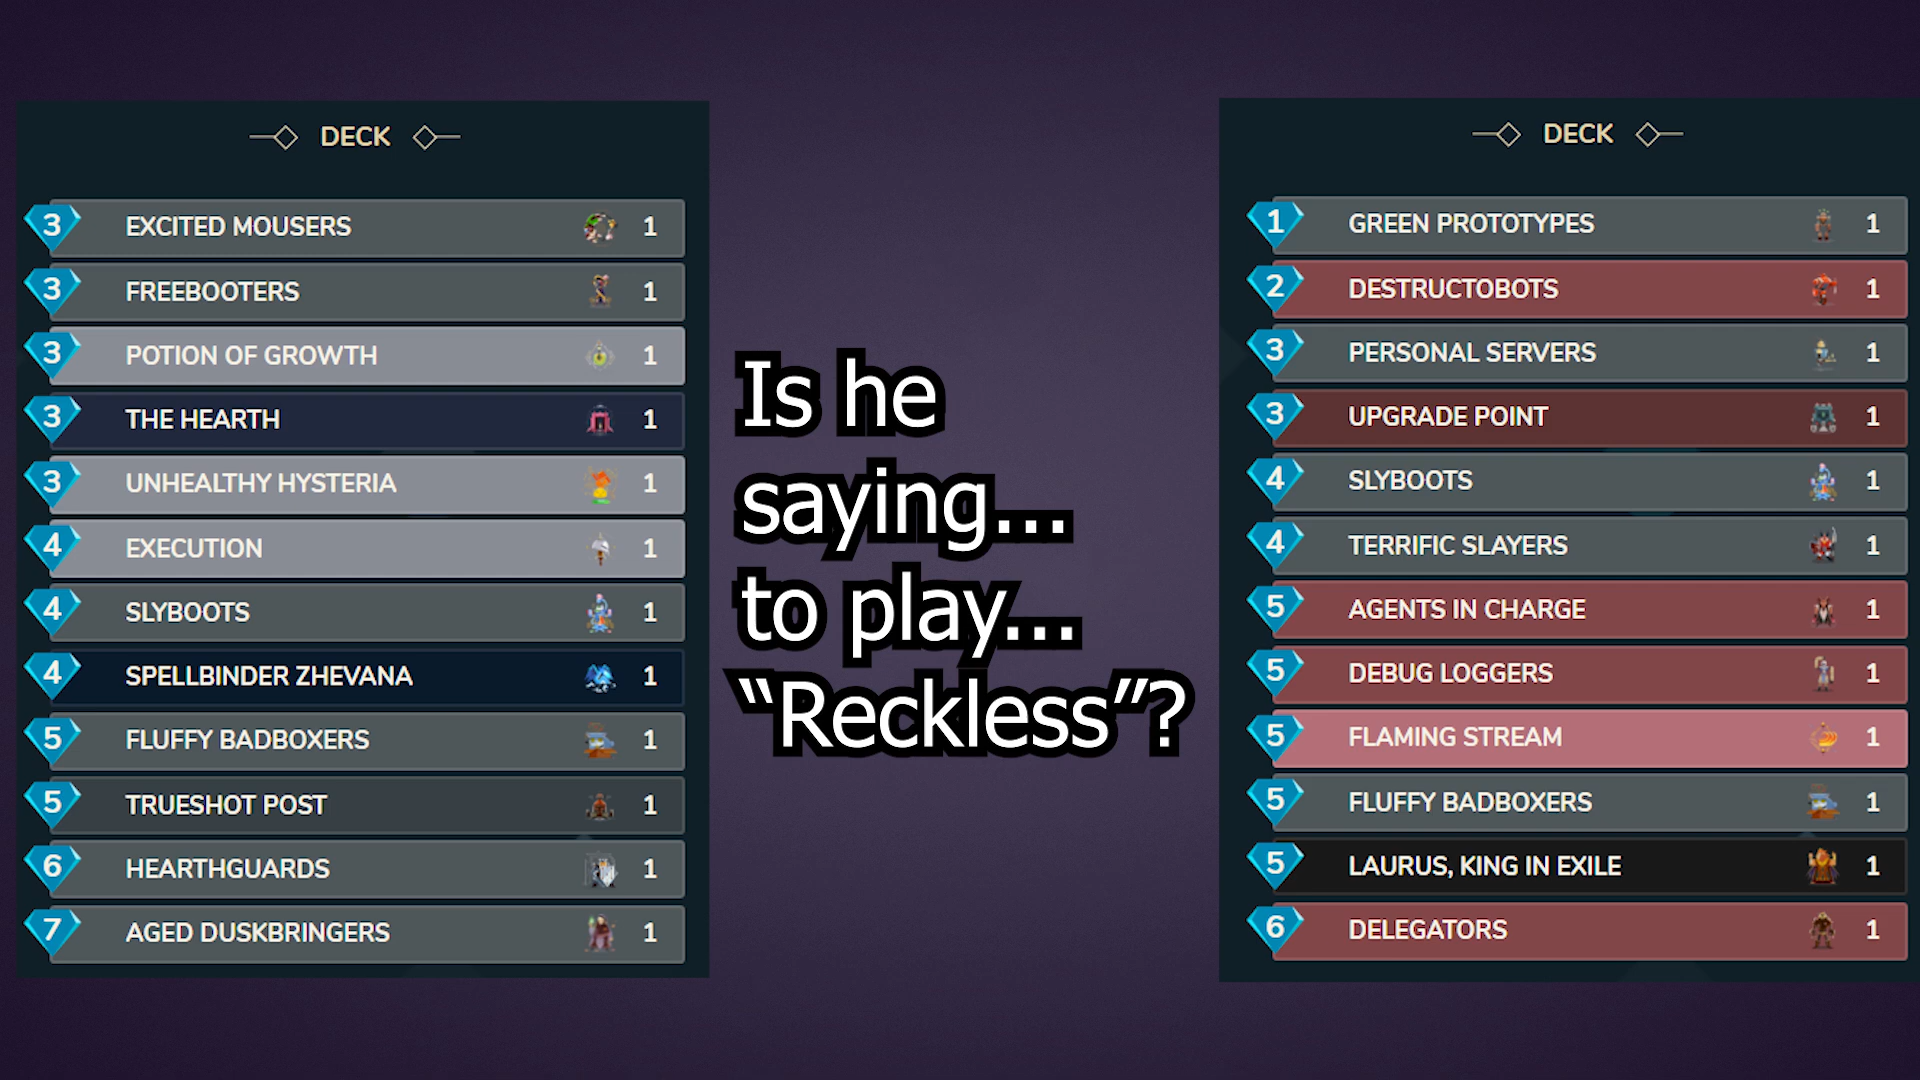 DECK
3 EXCITED MOUSERS 1
3 FREEBOOTERS 1
3 POTION OF GROWTH 1
3 THE HEARTH 1
3 UNHEALTHY HYSTERIA 1
4 EXECUTION 1
4 SLYBOOTS 1
4 SPELLBINDER ZHEVANA 1
5 FLUFFY BADBOXERS 1
5 TRUESHOT POST 1
6 HEARTHGUARDS 1
7 AGED DUSKBRINGERS 1
Is he
saying...
to play...
“Reckless”?
DECK
1 GREEN PROTOTYPES 1
2 DESTRUCTOBOTS 1
3 PERSONAL SERVERS 1
3 UPGRADE POINT 1
4 SLYBOOTS 1
4 TERRIFIC SLAYERS 1
5 AGENTS IN CHARGE 1
5 DEBUG LOGGERS 1
5 FLAMING STREAM 1
5 FLUFFY BADBOXERS 1
5 LAURUS, KING IN EXILE 1
6 DELEGATORS 1